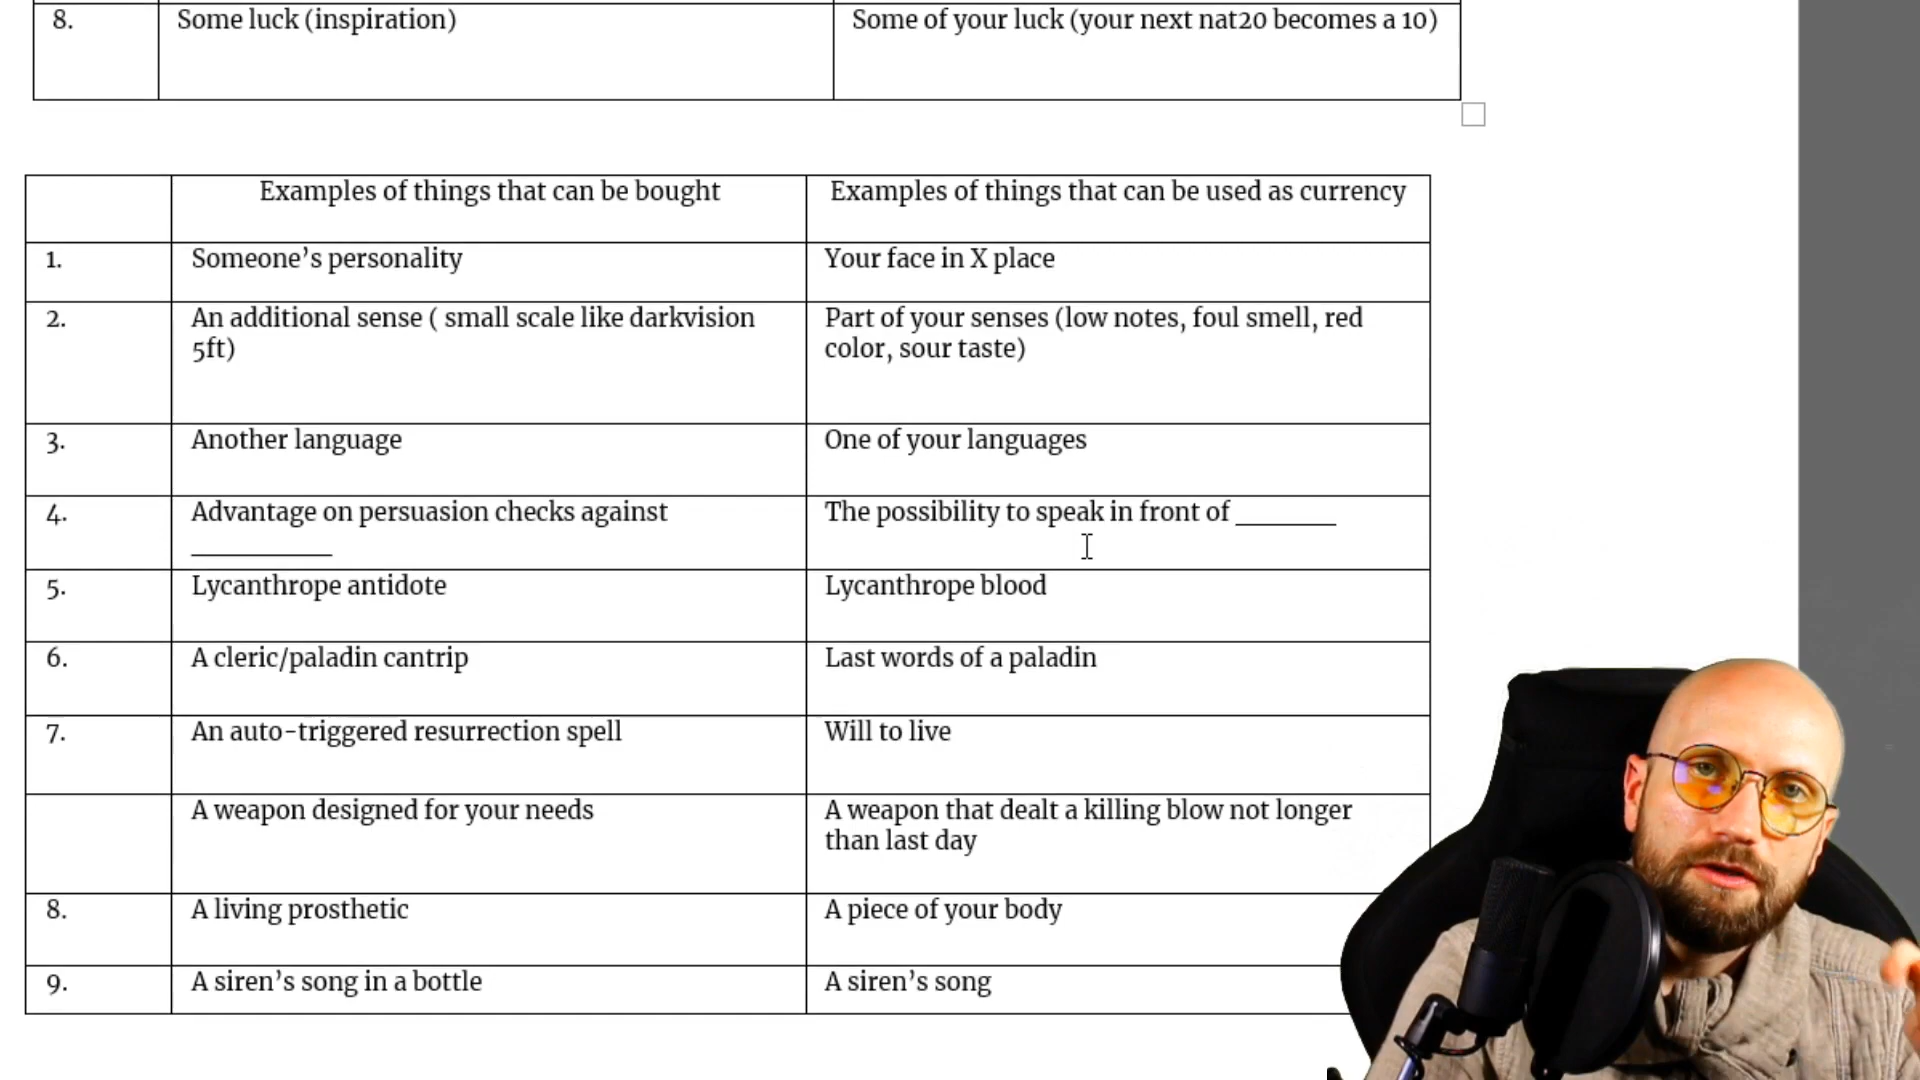 8. Some luck (inspiration) Some of your luck (your next nat20 becomes a 10)
Examples of things that can be bought Examples of things that can be used as currency
1. Someone’s personality Your face in X place
2. An additional sense ( small scale like darkvision Part of your senses (low notes, foul smell, red
5ft) color, sour taste)
3. Another language One of your languages
4. Advantage on persuasion checks against The possibility to speak in front of _______
__________
5. Lycanthrope antidote Lycanthrope blood
6. A cleric/paladin cantrip Last words of a paladin
7. An auto-triggered resurrection spell Will to live
A weapon designed for your needs A weapon that dealt a killing blow not longer
than last day
8. A living prosthetic A piece of your body
9. A siren’s song in a bottle A siren’s song